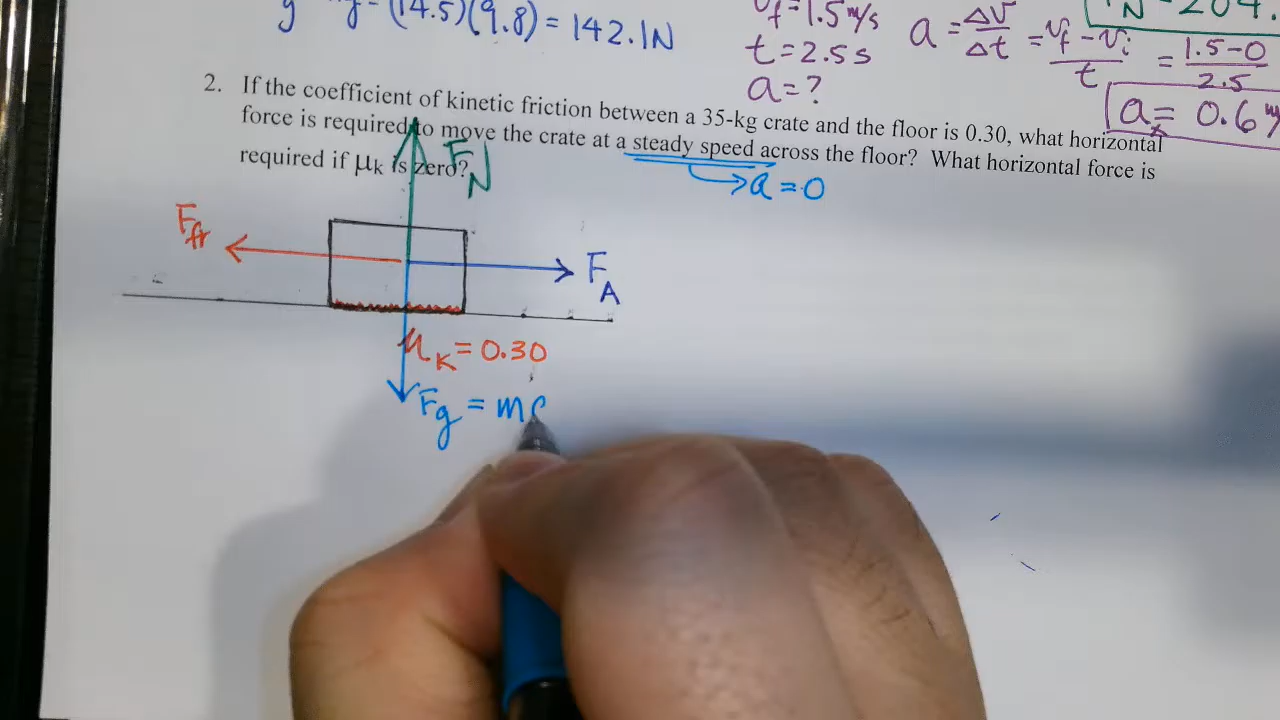 y = (14.5)(9.8) = 142.1N
vf = 1.5 m/s
t = 2.5 s
a = ?
a = Δv/Δt = (vf - vi)/t = (1.5 - 0)/2.5
N 204.
a = 0.6 m/
2. If the coefficient of kinetic friction between a 35-kg crate and the floor is 0.30, what horizontal
force is required to move the crate at a steady speed across the floor? What horizontal force is
required if μk is zero?
a = 0
FN
Ffr
FA
μK = 0.30
Fg = m